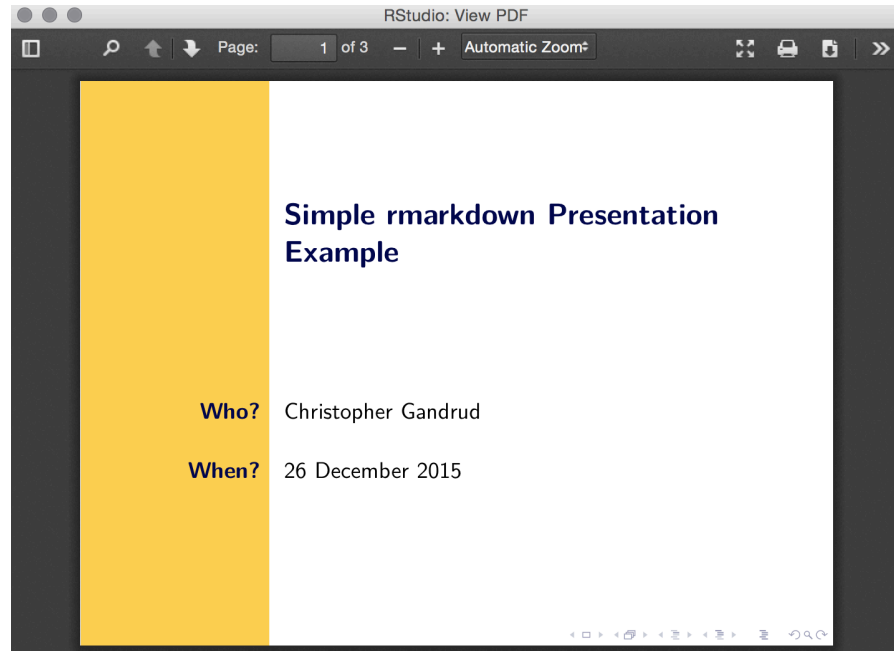 RStudio: View PDF
Page: 1 of 3 Automatic Zoom
Simple rmarkdown Presentation
Example
Who? Christopher Gandrud
When? 26 December 2015